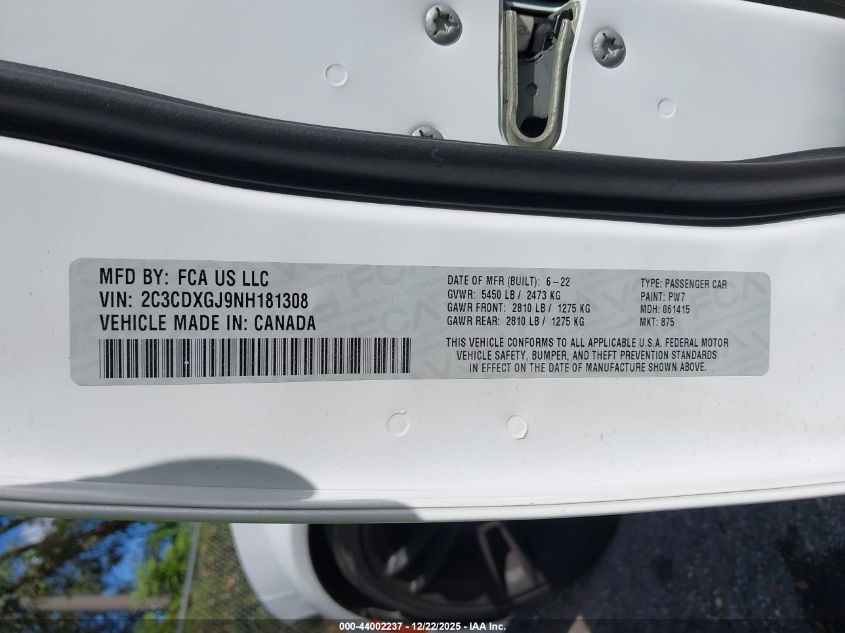 MFD BY: FCA US LLC
VIN: 2C3CDXGJ9NH181308
VEHICLE MADE IN: CANADA
DATE OF MFR (BUILT): 6-22
GVWR: 5450 LB / 2473 KG
GAWR FRONT: 2810 LB / 1275 KG
GAWR REAR: 2810 LB / 1275 KG
TYPE: PASSENGER CAR
PAINT: PW7
MDH: 061415
MKT: 875
THIS VEHICLE CONFORMS TO ALL APPLICABLE U.S.A. FEDERAL MOTOR
VEHICLE SAFETY, BUMPER, AND THEFT PREVENTION STANDARDS
IN EFFECT ON THE DATE OF MANUFACTURE SHOWN ABOVE.
000-44002237 - 12/22/2025 - IAA Inc.